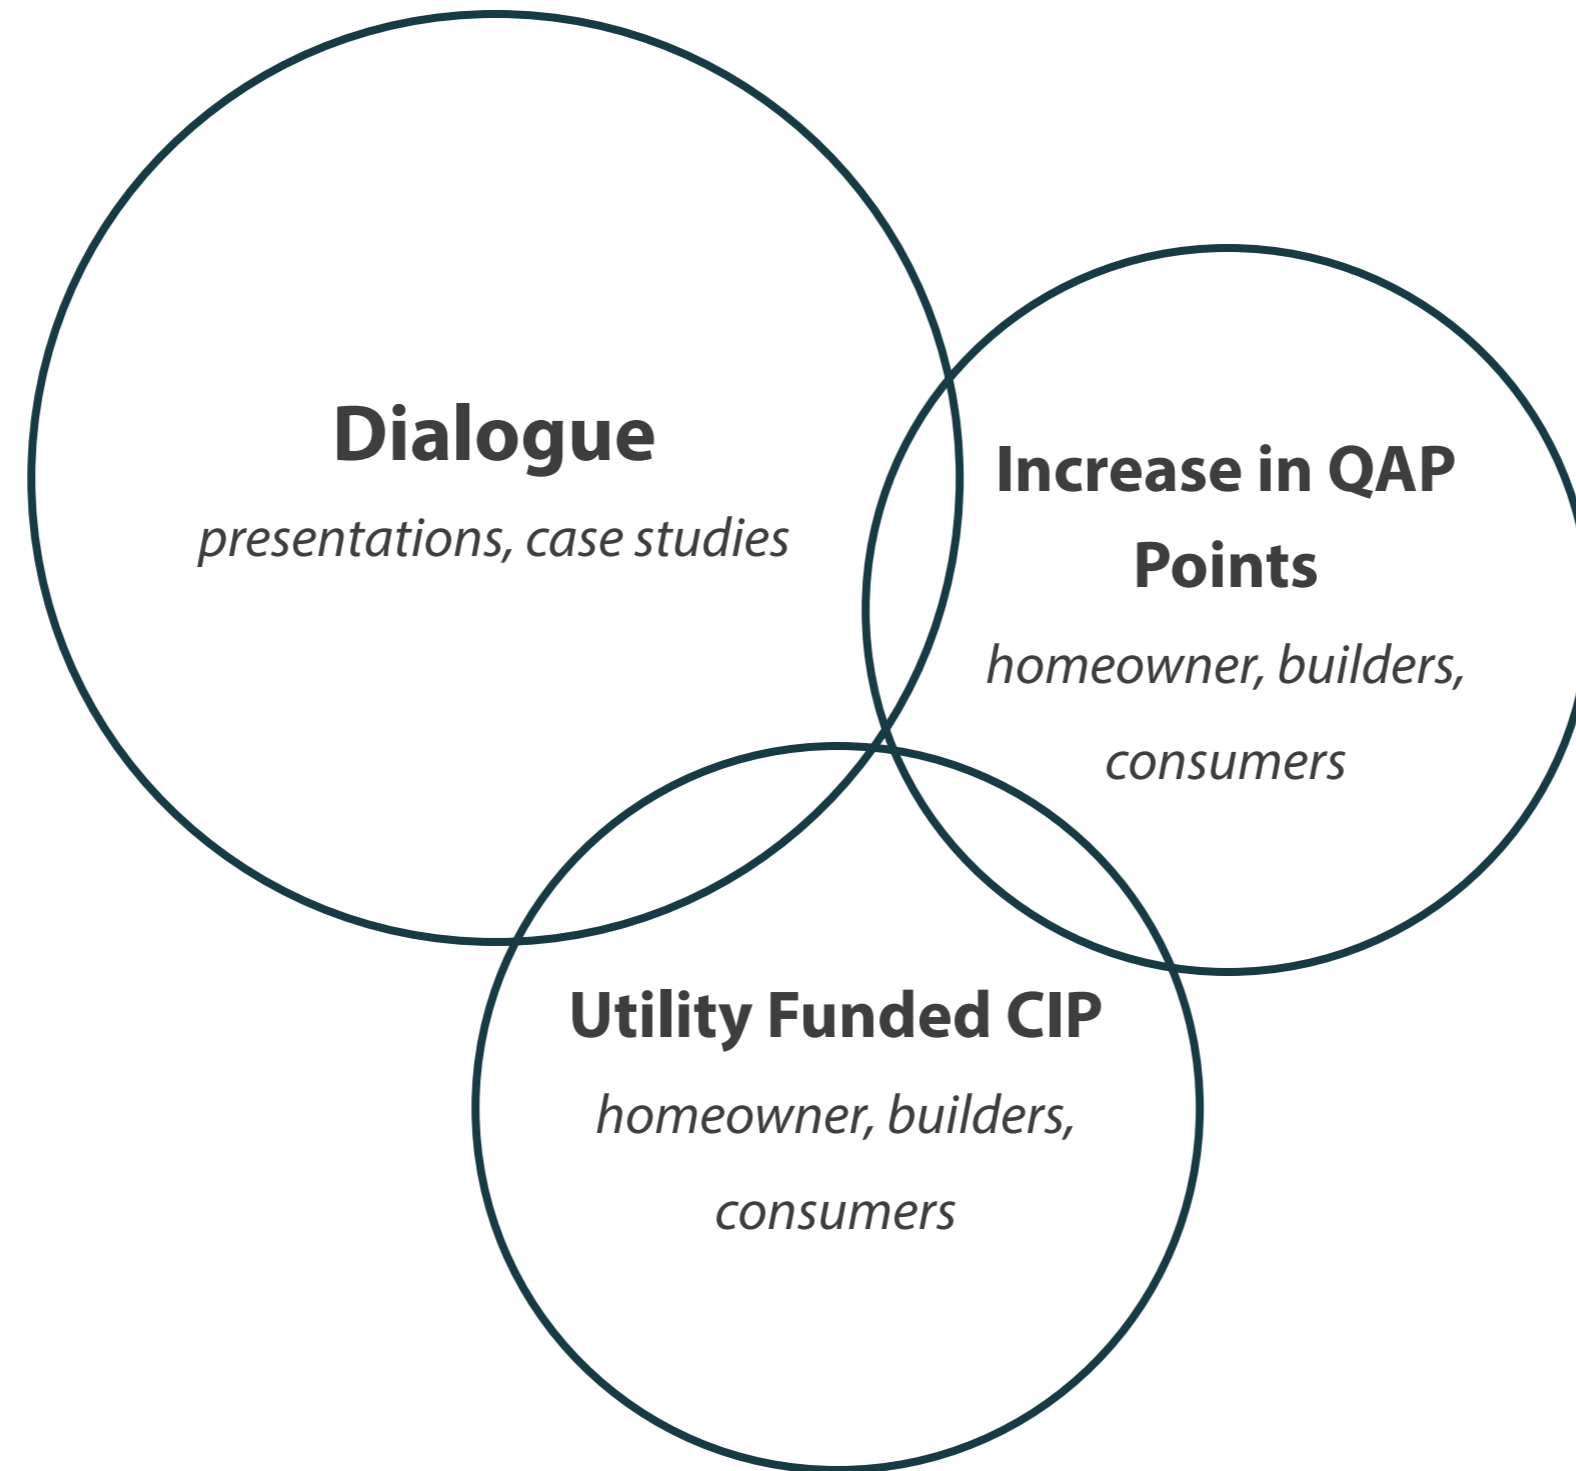 Dialogue
presentations, case studies
Increase in QAP
Points
homeowner, builders,
consumers
Utility Funded CIP
homeowner, builders,
consumers